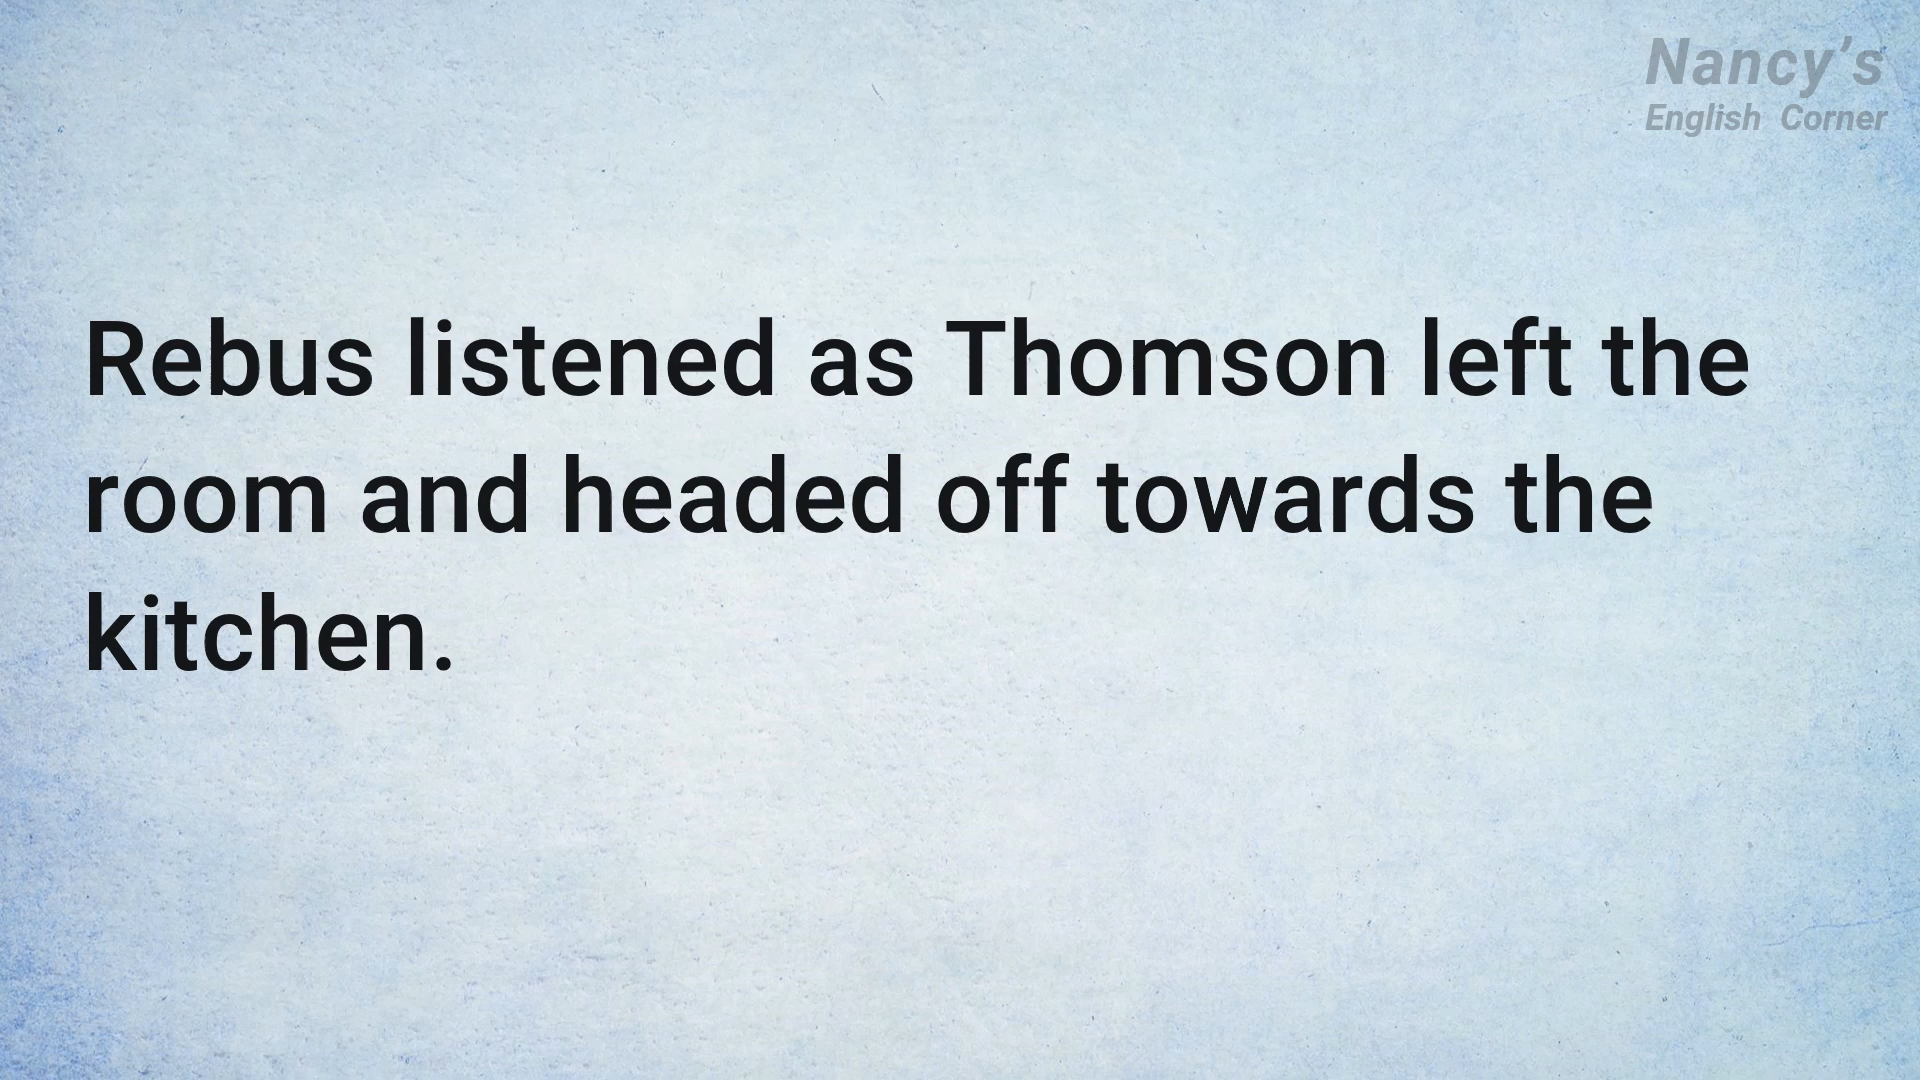 Nancy’s
English Corner
Rebus listened as Thomson left the
room and headed off towards the
kitchen.